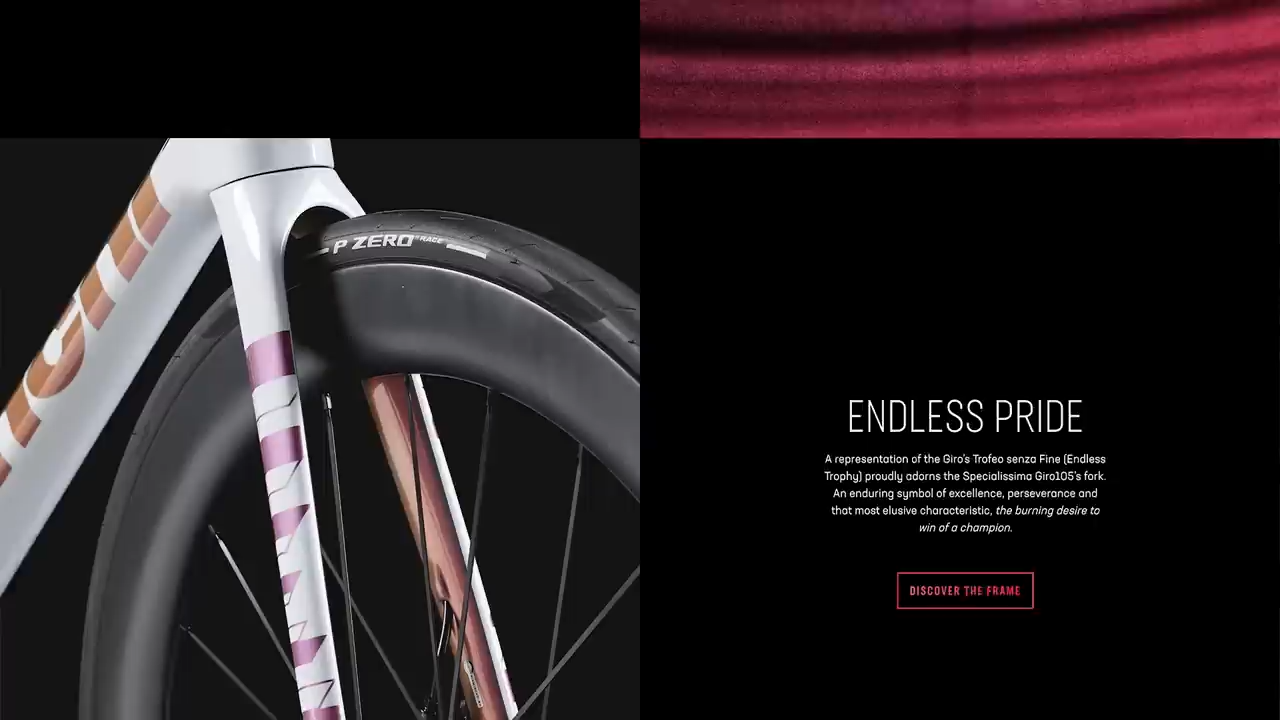 P ZERO RACE
ENDLESS PRIDE
A representation of the Giro's Trofeo senza Fine (Endless
Trophy) proudly adorns the Specialissima Giro105's fork.
An enduring symbol of excellence, perseverance and
that most elusive characteristic, the burning desire to
win of a champion.
DISCOVER THE FRAME